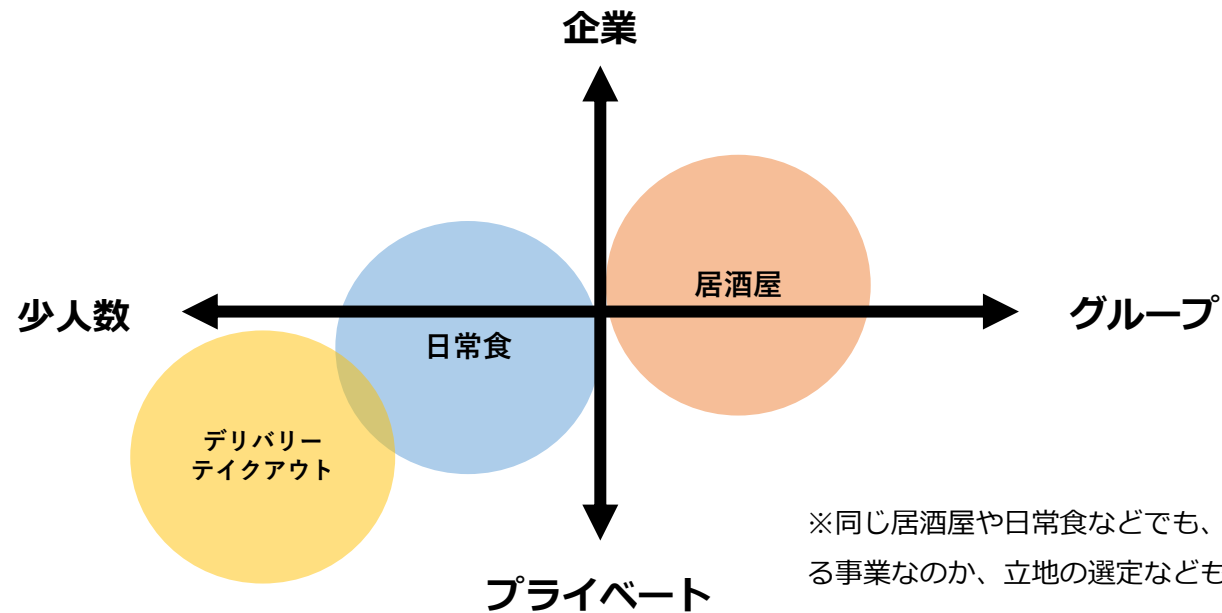 企業
居酒屋
少人数
グループ
日常食
デリバリー
テイクアウト
※同じ居酒屋や日常食などでも、
る事業なのか、立地の選定なども
プライベート